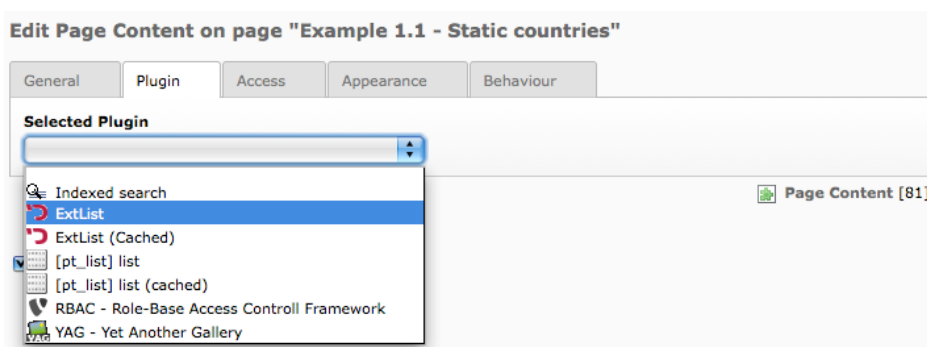 Edit Page Content on page "Example 1.1 - Static countries"
General Plugin Access Appearance Behaviour
Selected Plugin
Indexed search
Page Content [81]
ExtList
ExtList (Cached)
[pt_list] list
[pt_list] list (cached)
RBAC - Role-Base Access Controll Framework
YAG - Yet Another Gallery
YAG